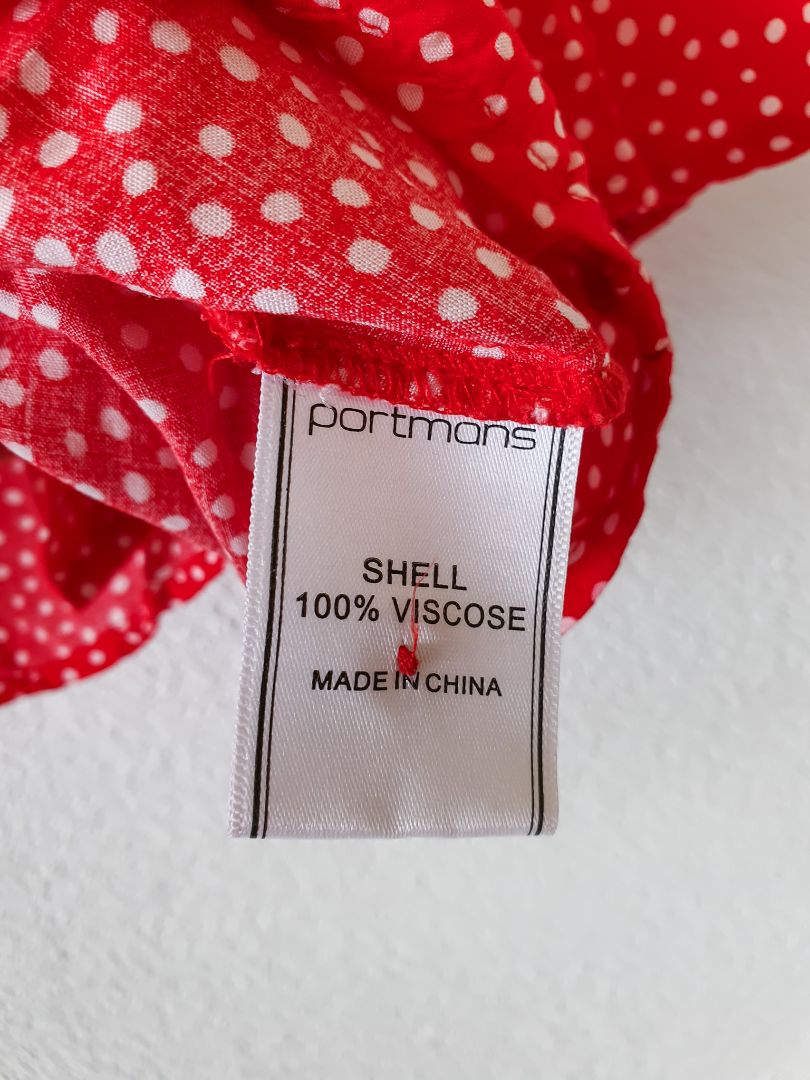 portmans
SHELL
100% VISCOSE
MADE IN CHINA